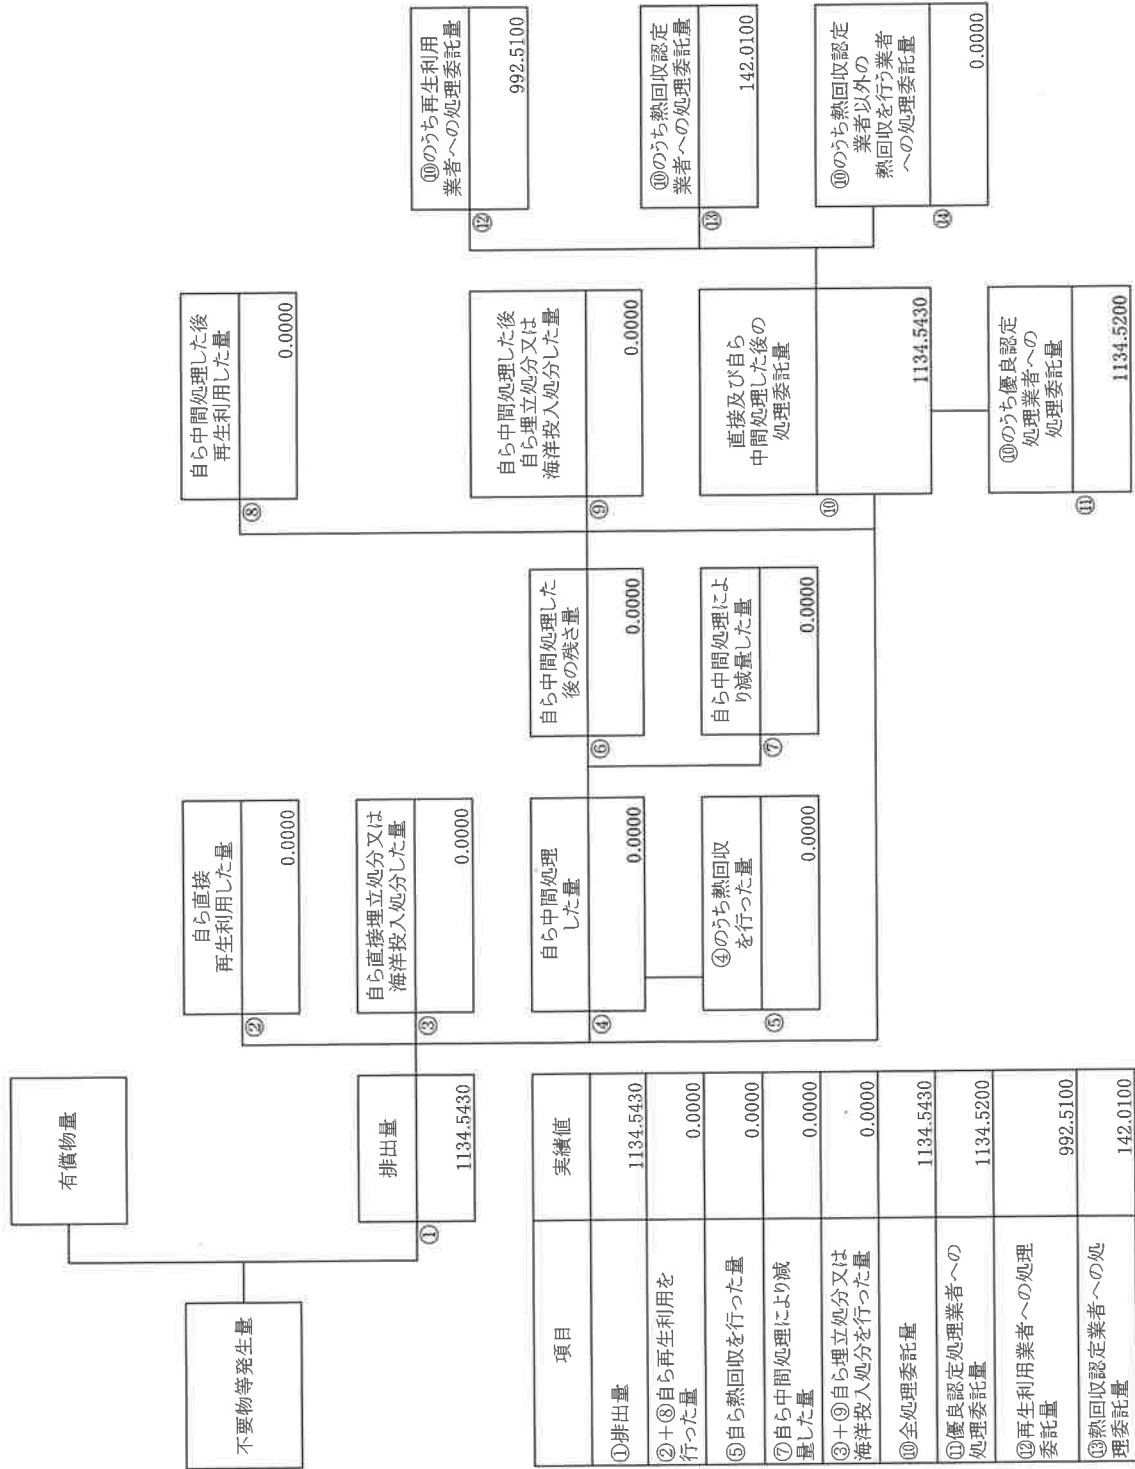 不要物等発生量
有償物量
排出量
①
1134.5430
自ら直接
再生利用した量
②
0.0000
自ら直接埋立処分又は
海洋投入処分した量
③
0.0000
自ら中間処理
した量
④
0.0000
④のうち熱回収
を行った量
⑤
0.0000
自ら中間処理した
後の残さ量
⑥
0.0000
自ら中間処理によ
り減量した量
⑦
0.0000
自ら中間処理した後
再生利用した量
⑧
0.0000
自ら中間処理した後
自ら埋立処分又は
海洋投入処分した量
⑨
0.0000
直接及び自ら
中間処理した後の
処理委託量
⑩
1134.5430
⑩のうち優良認定
処理業者への
処理委託量
⑪
1134.5200
⑩のうち再生利用
業者への処理委託量
⑫
992.5100
⑩のうち熱回収認定
業者への処理委託量
⑬
142.0100
⑩のうち熱回収認定
業者以外の
熱回収を行う業者
への処理委託量
⑭
0.0000
項目 実績値
①排出量 1134.5430
②+⑧自ら再生利用を
行った量 0.0000
⑤自ら熱回収を行った量 0.0000
⑦自ら中間処理により減
量した量 0.0000
③+⑨自ら埋立処分又は
海洋投入処分を行った量 0.0000
⑩全処理委託量 1134.5430
⑪優良認定処理業者への
処理委託量 1134.5200
⑫再生利用業者への処理
委託量 992.5100
⑬熱回収認定業者への処
理委託量 142.0100